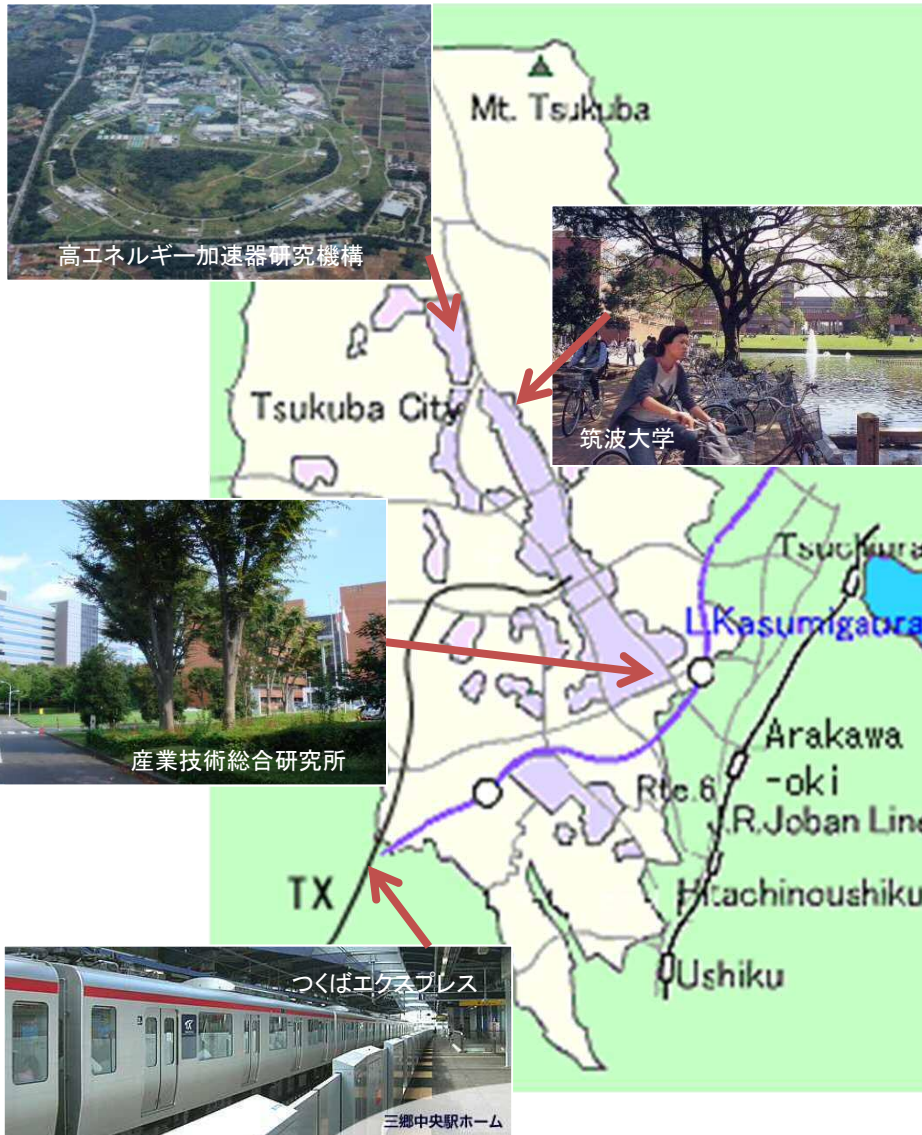 Mt. Tsukuba
高エネルギー加速器研究機構
Tsukuba City
筑波大学
Tsuchiura
L.Kasumigaura
産業技術総合研究所
Arakawa
-oki
Rte.6
J.R.Joban Line
TX
Hitachinoushiku
つくばエクスプレス
Ushiku
三郷中央駅ホーム